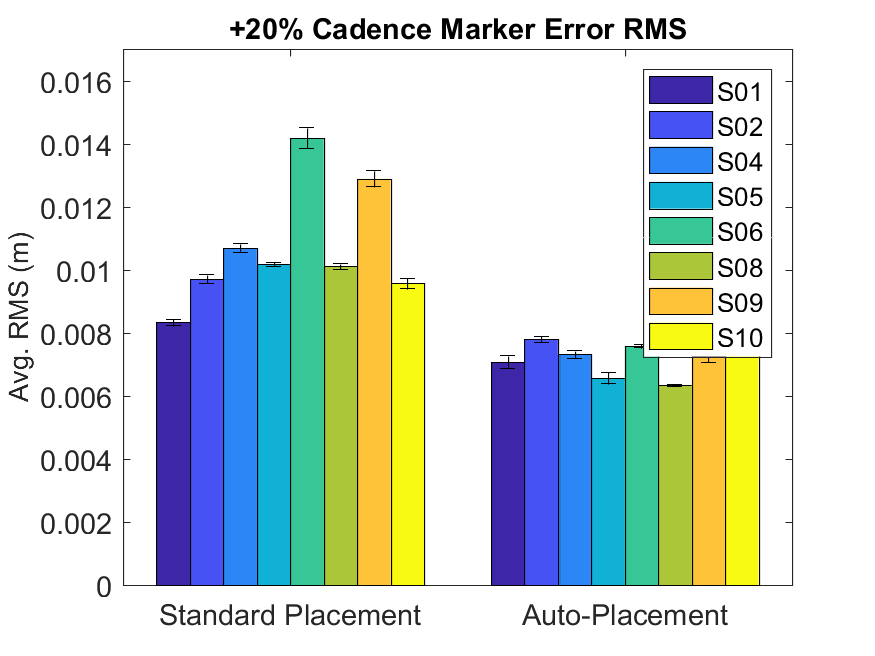 +20% Cadence Marker Error RMS
0.016
0.014
0.012
0.01
0.008
0.006
0.004
0.002
0
Avg. RMS (m)
S01
S02
S04
S05
S06
S08
S09
S10
Standard Placement
Auto-Placement